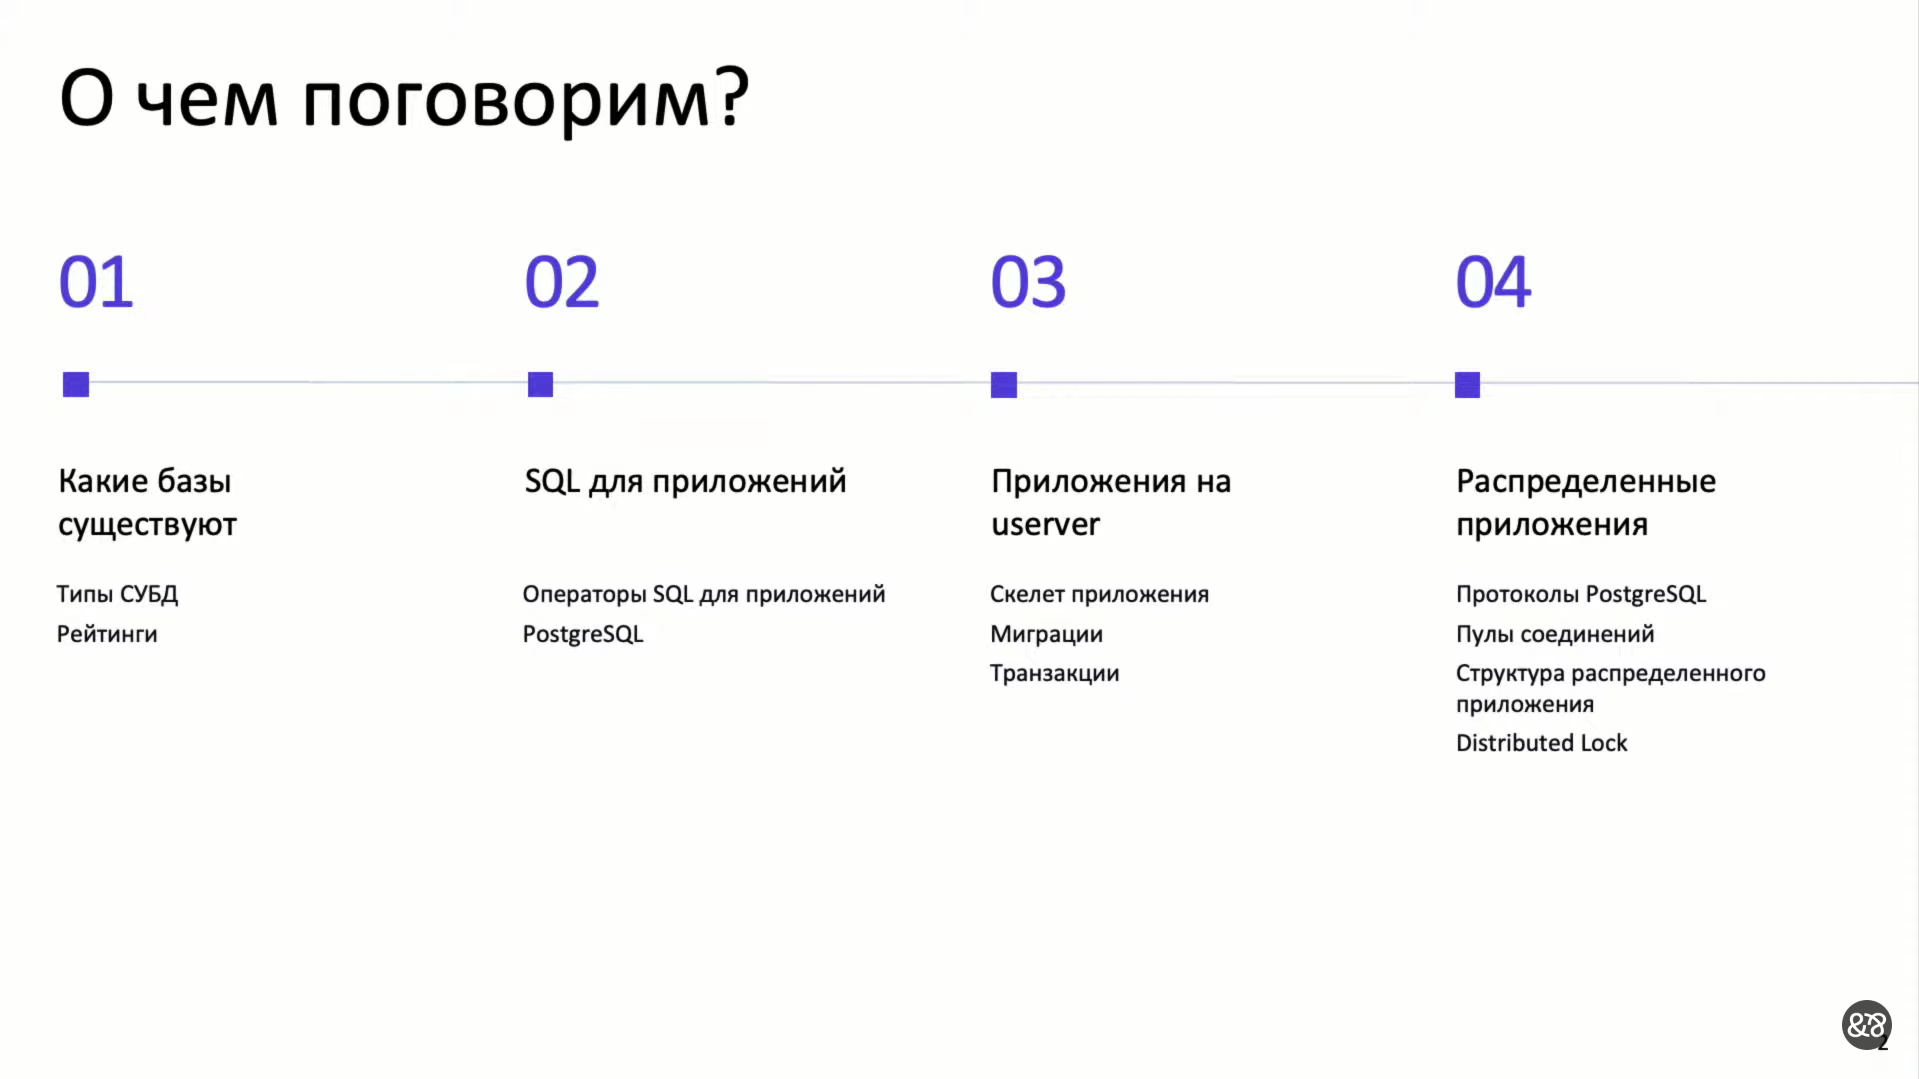 О чем поговорим?
01
02
03
04
Какие базы
существуют
Типы СУБД
Рейтинги
SQL для приложений
Операторы SQL для приложений
PostgreSQL
Приложения на
userver
Скелет приложения
Миграции
Транзакции
Распределенные
приложения
Протоколы PostgreSQL
Пулы соединений
Структура распределенного
приложения
Distributed Lock
2